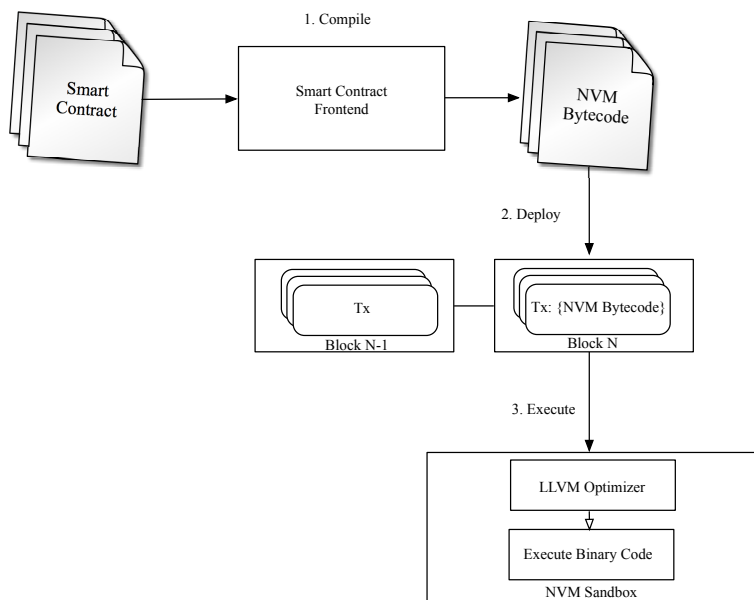 1. Compile
Smart
Contract
Smart Contract
Frontend
NVM
Bytecode
2. Deploy
Tx
Block N-1
Tx: {NVM Bytecode}
Block N
3. Execute
LLVM Optimizer
Execute Binary Code
NVM Sandbox